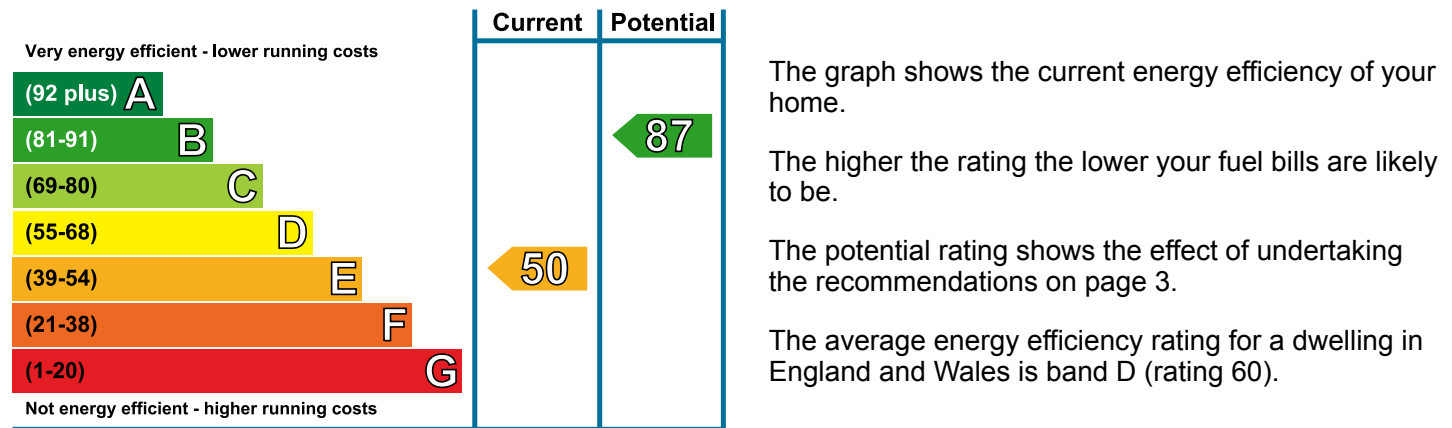 Current Potential
Very energy efficient - lower running costs
(92 plus) A
(81-91) B
87
(69-80) C
(55-68) D
(39-54) E
50
(21-38) F
(1-20) G
Not energy efficient - higher running costs
The graph shows the current energy efficiency of your
home.
The higher the rating the lower your fuel bills are likely
to be.
The potential rating shows the effect of undertaking
the recommendations on page 3.
The average energy efficiency rating for a dwelling in
England and Wales is band D (rating 60).